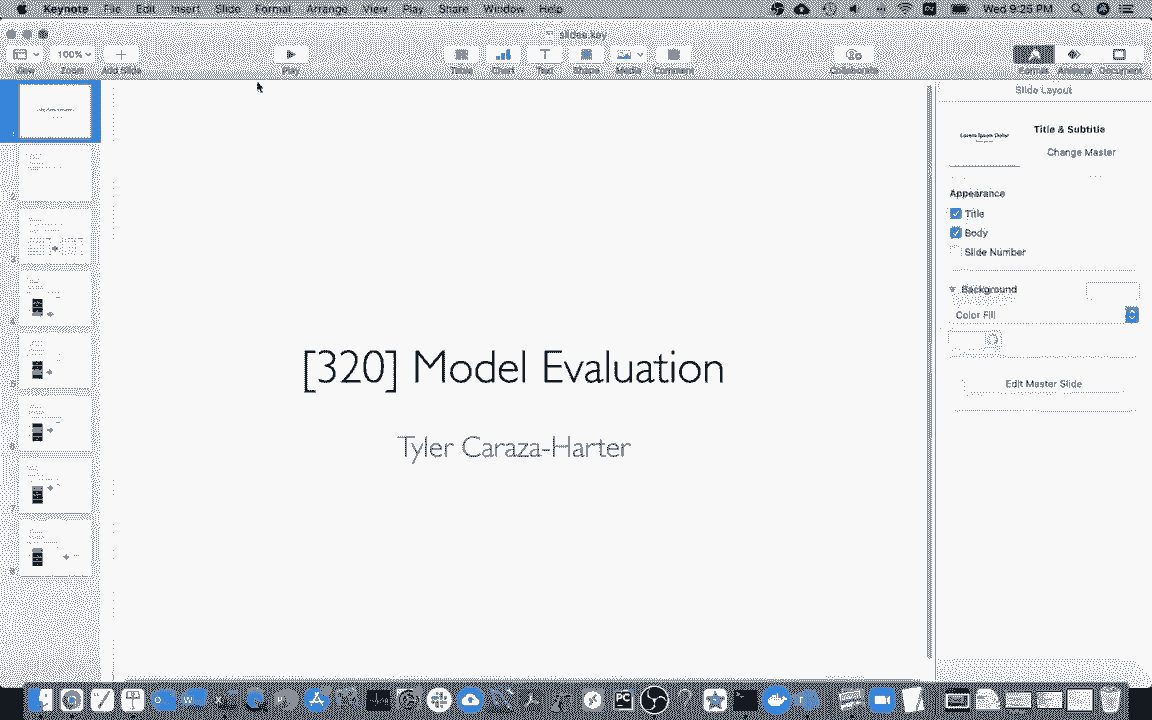 Keynote File Edit Insert Slide Format Arrange View Play Share Window Help Wed 9:25 PM
slides.key
100%
View Zoom Add Slide Play Table Chart Text Shape Media Comment Collaborate Format Animate Document
Slide Layout
Title & Subtitle
Lorem Ipsum Dolor
Change Master
Appearance
Title
Body
Slide Number
Background
Color Fill
Edit Master Slide
[320] Model Evaluation
Tyler Caraza-Harter